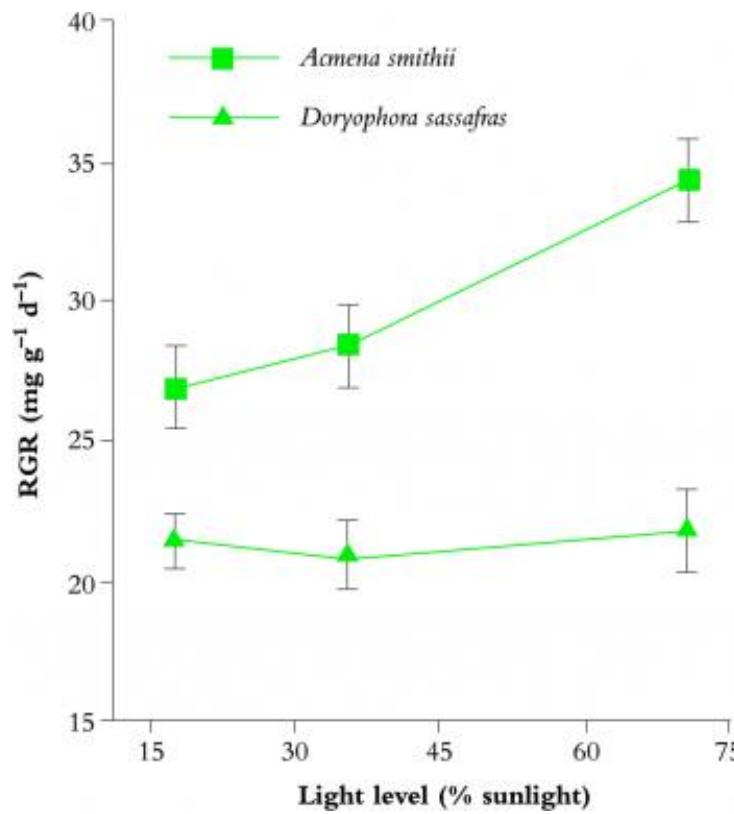 40
Acmena smithii
Doryophora sassafras
35
30
25
20
15
RGR (mg g⁻¹ d⁻¹)
15 30 45 60 75
Light level (% sunlight)